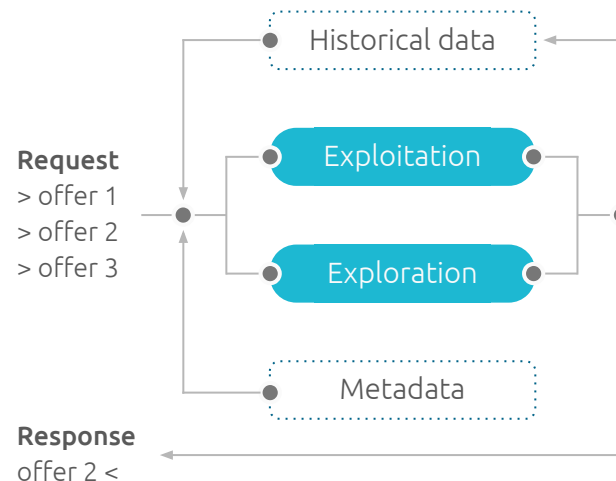 Historical data
Request
> offer 1
> offer 2
> offer 3
Exploitation
Exploration
Metadata
Response
offer 2 <